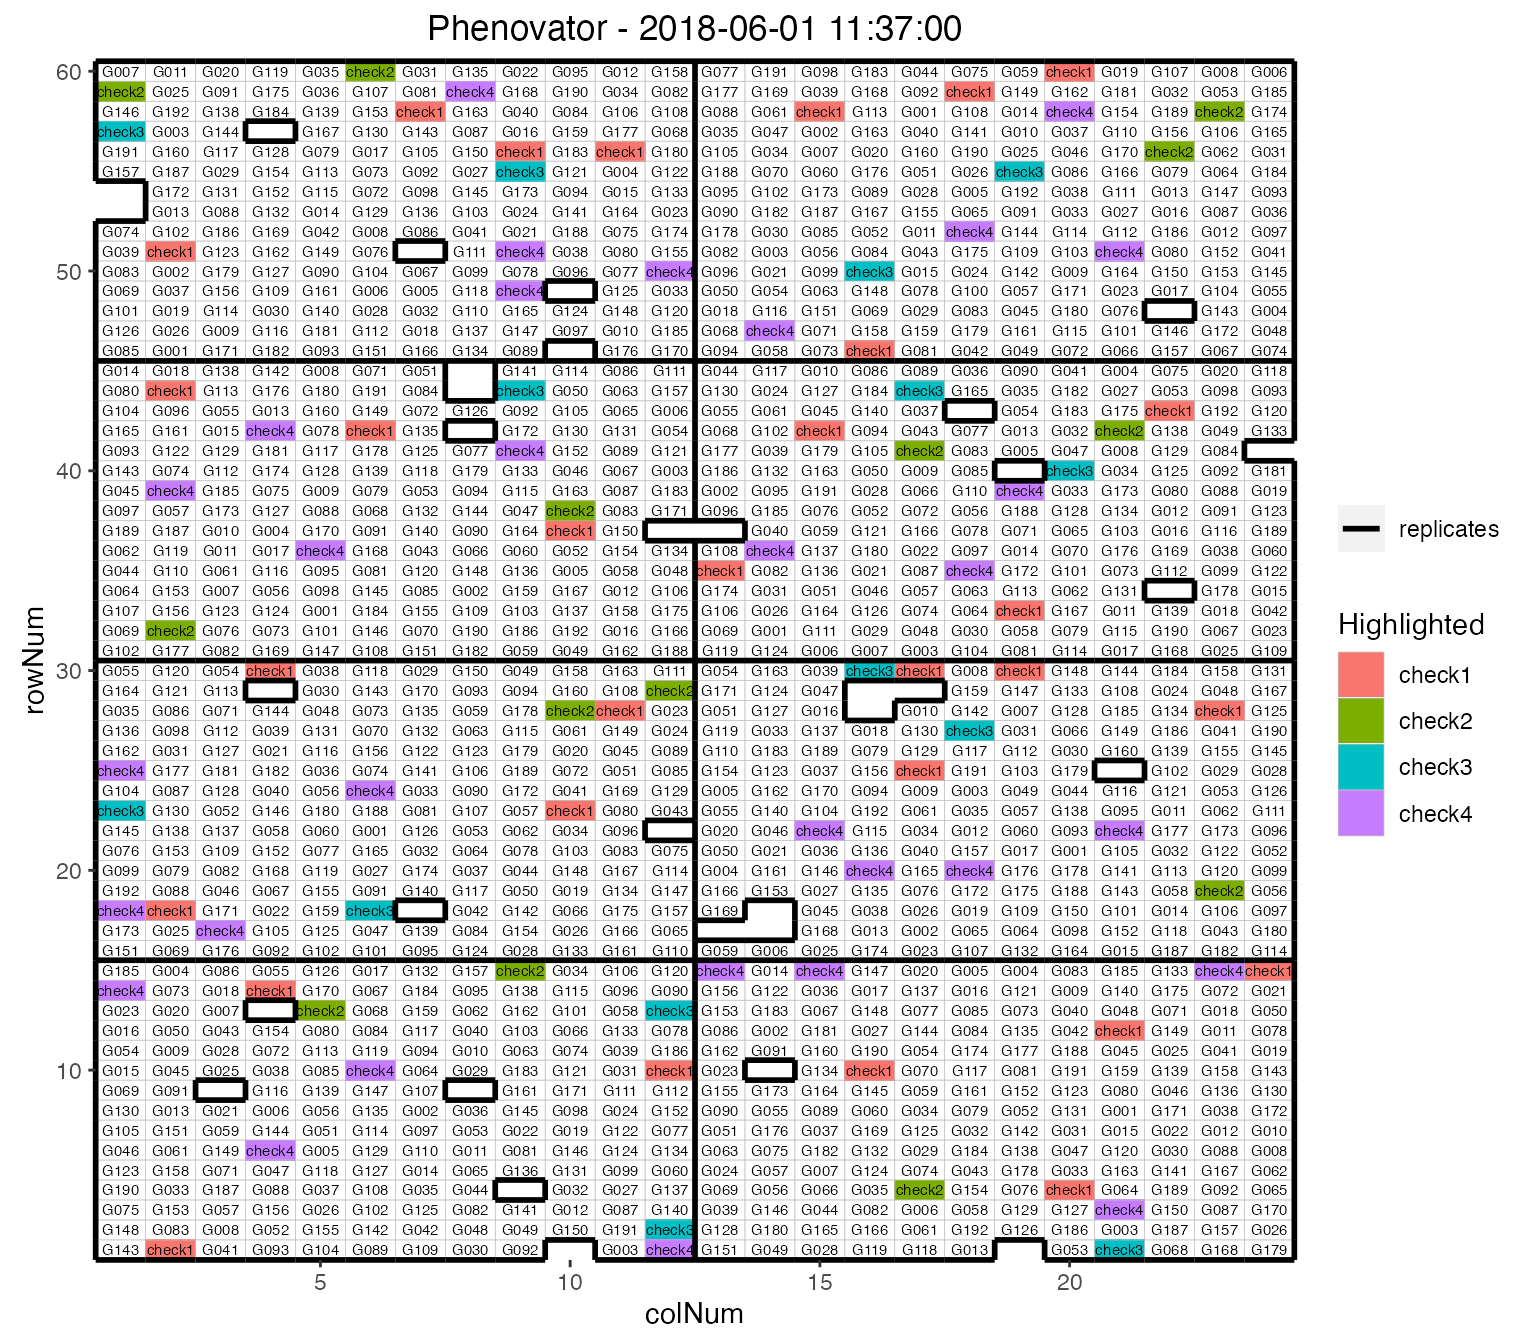 Phenovator - 2018-06-01 11:37:00
60 G007 G011 G020 G119 G035 check2 G031 G135 G022 G095 G012 G158 G077 G191 G098 G183 G044 G075 G059 check1 G019 G107 G008 G006
check2 G025 G091 G175 G036 G107 G081 check4 G168 G190 G034 G082 G177 G169 G039 G168 G092 check1 G149 G162 G181 G032 G053 G185
G146 G192 G138 G184 G139 G153 check1 G163 G040 G084 G106 G108 G088 G061 check1 G113 G001 G108 G014 check4 G154 G189 check2 G174
check3 G003 G144 G167 G130 G143 G087 G016 G159 G177 G068 G035 G047 G002 G163 G040 G141 G010 G037 G110 G156 G106 G165
G191 G160 G117 G128 G079 G017 G105 G150 check1 G183 check1 G180 G105 G034 G007 G020 G160 G190 G025 G046 G170 check2 G062 G031
G157 G187 G029 G154 G113 G073 G092 G027 check3 G121 G004 G122 G188 G070 G060 G176 G051 G026 check3 G086 G166 G079 G064 G184
G172 G131 G152 G115 G072 G098 G145 G173 G094 G015 G133 G095 G102 G173 G089 G028 G005 G192 G038 G111 G013 G147 G093
G013 G088 G132 G014 G129 G136 G103 G024 G141 G164 G023 G090 G182 G187 G167 G155 G065 G091 G033 G027 G016 G087 G036
G074 G102 G186 G169 G042 G008 G086 G041 G021 G188 G075 G174 G178 G030 G085 G052 G011 check4 G144 G114 G112 G186 G012 G097
G039 check1 G123 G162 G149 G076 G111 check4 G038 G080 G155 G082 G003 G056 G084 G043 G175 G109 G103 check4 G080 G152 G041
50 G083 G002 G179 G127 G090 G104 G067 G099 G078 G096 G077 check4 G096 G021 G099 check3 G015 G024 G142 G009 G164 G150 G153 G145
G069 G037 G156 G109 G161 G006 G005 G118 check4 G125 G033 G050 G054 G063 G148 G078 G100 G057 G171 G023 G017 G104 G055
G101 G019 G114 G030 G140 G028 G032 G110 G165 G124 G148 G120 G018 G116 G151 G069 G029 G083 G045 G180 G076 G143 G004
G126 G026 G009 G116 G181 G112 G018 G137 G147 G097 G010 G185 G068 check4 G071 G158 G159 G179 G161 G115 G101 G146 G172 G048
G085 G001 G171 G182 G093 G151 G166 G134 G089 G176 G170 G094 G058 G073 check1 G081 G042 G049 G072 G066 G157 G067 G074
G014 G018 G138 G142 G008 G071 G051 G141 G114 G086 G111 G044 G117 G010 G086 G089 G036 G090 G041 G004 G075 G020 G118
G080 check1 G113 G176 G180 G191 G084 check3 G050 G063 G157 G130 G024 G127 G184 check3 G165 G035 G182 G027 G053 G098 G093
G104 G096 G055 G013 G160 G149 G072 G126 G092 G105 G065 G006 G055 G061 G045 G140 G037 G054 G183 G175 check1 G192 G120
G165 G161 G015 check4 G078 check1 G135 G172 G130 G131 G054 G068 G102 check1 G094 G043 G077 G013 G032 check2 G138 G049 G133
G093 G122 G129 G181 G117 G178 G125 G077 check4 G152 G089 G121 G177 G039 G179 G105 check2 G083 G005 G047 G008 G129 G084
40 G143 G074 G112 G174 G128 G139 G118 G179 G133 G046 G067 G003 G186 G132 G163 G050 G009 G085 check3 G034 G125 G092 G181
G045 check4 G185 G075 G009 G079 G053 G094 G115 G163 G087 G183 G002 G095 G191 G028 G066 G110 check4 G033 G173 G080 G088 G019
G097 G057 G173 G127 G088 G068 G132 G144 G047 check2 G083 G171 G096 G185 G076 G052 G072 G056 G188 G128 G134 G012 G091 G123
G189 G187 G010 G004 G170 G091 G140 G090 G164 check1 G150 G040 G059 G121 G166 G078 G071 G065 G103 G016 G116 G189
G062 G119 G011 G017 check4 G168 G043 G066 G060 G052 G154 G134 G108 check4 G137 G180 G022 G097 G014 G070 G176 G169 G038 G060
G044 G110 G061 G116 G095 G081 G120 G148 G136 G005 G058 G048 check1 G082 G136 G021 G087 check4 G172 G101 G073 G112 G099 G122
G064 G153 G007 G056 G098 G145 G085 G002 G159 G167 G012 G106 G174 G031 G051 G046 G057 G063 G113 G062 G131 G178 G015
G107 G156 G123 G124 G001 G184 G155 G109 G103 G137 G158 G175 G106 G026 G164 G126 G074 G064 check1 G167 G011 G139 G018 G042
G069 check2 G076 G073 G101 G146 G070 G190 G186 G192 G016 G166 G069 G001 G111 G029 G048 G030 G058 G079 G115 G190 G067 G023
G102 G177 G082 G169 G147 G108 G151 G182 G059 G049 G162 G188 G119 G124 G006 G007 G003 G104 G081 G114 G017 G168 G025 G109
30 G055 G120 G054 check1 G038 G118 G029 G150 G049 G158 G163 G111 G054 G163 G039 check3 check1 G008 check1 G148 G144 G184 G158 G131
G164 G121 G113 G030 G143 G170 G093 G094 G160 G108 check2 G171 G124 G047 G159 G147 G133 G108 G024 G048 G167
G035 G086 G071 G144 G048 G073 G135 G059 G178 check2 check1 G023 G051 G127 G016 G010 G007 G128 G185 G134 check1 G125
G136 G098 G112 G039 G131 G070 G132 G063 G115 G061 G149 G024 G119 G033 G137 G018 G130 check3 G031 G066 G149 G186 G041 G190
G162 G031 G127 G021 G116 G156 G122 G123 G179 G020 G045 G089 G110 G183 G189 G079 G129 G117 G112 G030 G160 G139 G155 G145
check4 G177 G181 G182 G036 G074 G141 G106 G189 G072 G051 G085 G154 G123 G037 G156 check1 G191 G103 G179 G102 G029 G028
G104 G087 G128 G040 G056 check4 G033 G090 G172 G041 G169 G129 G005 G162 G170 G094 G009 G003 G049 G044 G116 G121 G053 G126
check3 G130 G052 G146 G180 G188 G081 G107 G057 check1 G080 G043 G055 G140 G022 G192 G061 G035 G057 G138 G095 G011 G062 G111
G145 G138 G137 G058 G060 G001 G126 G053 G062 G034 G096 G020 G046 check4 G115 G034 G012 G060 G093 check4 G177 G173 G096
G076 G153 G109 G152 G077 G165 G032 G064 G078 G103 G083 G075 G050 G021 G036 G136 G040 G157 G017 G001 G105 G032 G122 G052
20 G099 G079 G082 G168 G119 G027 G174 G037 G044 G148 G167 G114 G004 G161 G146 check4 G165 check4 G176 G178 G141 G113 G120 G099
G192 G088 G046 G067 G155 G091 G140 G117 G050 G019 G134 G147 G166 G153 G027 G135 G076 G172 G175 G188 G143 G058 check2 G056
check4 check1 G171 G022 G159 check3 G042 G142 G066 G175 G157 G169 G045 G038 G026 G019 G109 G150 G101 G014 G106 G097
G173 G025 check4 G105 G125 G047 G139 G084 G154 G026 G166 G065 G168 G013 G002 G065 G064 G098 G152 G118 G043 G180
G151 G069 G176 G092 G102 G101 G095 G124 G028 G133 G161 G110 G059 G006 G025 G174 G023 G107 G132 G164 G015 G187 G182 G114
G185 G004 G086 G055 G126 G017 G132 G157 check2 G034 G106 G120 check4 G014 check4 G147 G020 G005 G004 G083 G185 G133 check4 check1
check4 G073 G018 check1 G170 G067 G184 G095 G138 G115 G096 G090 G156 G122 G036 G017 G137 G016 G121 G009 G140 G175 G072 G021
G023 G020 G007 check2 G068 G159 G062 G162 G101 G058 check3 G153 G183 G067 G148 G077 G085 G073 G040 G048 G071 G018 G050
G016 G050 G043 G154 G080 G084 G117 G040 G103 G066 G133 G078 G086 G002 G181 G027 G144 G084 G135 G042 check1 G149 G011 G078
G054 G009 G028 G072 G113 G119 G094 G010 G063 G074 G039 G186 G162 G091 G160 G190 G054 G174 G177 G188 G045 G025 G041 G019
10 G015 G045 G025 G038 G085 check4 G064 G029 G183 G121 G031 check1 G023 G134 check1 G070 G117 G081 G191 G159 G139 G158 G143
G069 G091 G116 G139 G147 G107 G161 G171 G111 G112 G155 G173 G164 G145 G059 G161 G152 G123 G080 G046 G136 G130
G130 G013 G021 G006 G056 G135 G002 G036 G145 G098 G024 G152 G090 G055 G089 G060 G034 G079 G052 G131 G001 G171 G038 G172
G105 G151 G059 G144 G051 G114 G097 G053 G022 G019 G122 G077 G051 G176 G037 G169 G125 G032 G142 G031 G015 G022 G012 G010
G046 G061 G149 check4 G005 G129 G110 G011 G081 G146 G124 G134 G063 G075 G182 G132 G029 G184 G138 G047 G120 G030 G088 G008
G123 G158 G071 G047 G118 G127 G014 G065 G136 G131 G099 G060 G024 G057 G007 G124 G074 G043 G178 G033 G163 G141 G167 G062
G190 G033 G187 G088 G037 G108 G035 G044 G032 G027 G137 G069 G056 G066 G035 check2 G154 G076 check1 G064 G189 G092 G065
G075 G153 G057 G156 G026 G102 G125 G082 G141 G012 G087 G140 G039 G146 G044 G082 G006 G058 G129 G127 check4 G150 G087 G170
G148 G083 G008 G052 G155 G142 G042 G048 G049 G150 G191 check3 G128 G180 G165 G166 G061 G192 G126 G186 G003 G187 G157 G026
G143 check1 G041 G093 G104 G089 G109 G030 G092 G003 check4 G151 G049 G028 G119 G118 G013 G053 check3 G068 G168 G179
5 10 15 20
colNum
rowNum
replicates
Highlighted
check1
check2
check3
check4